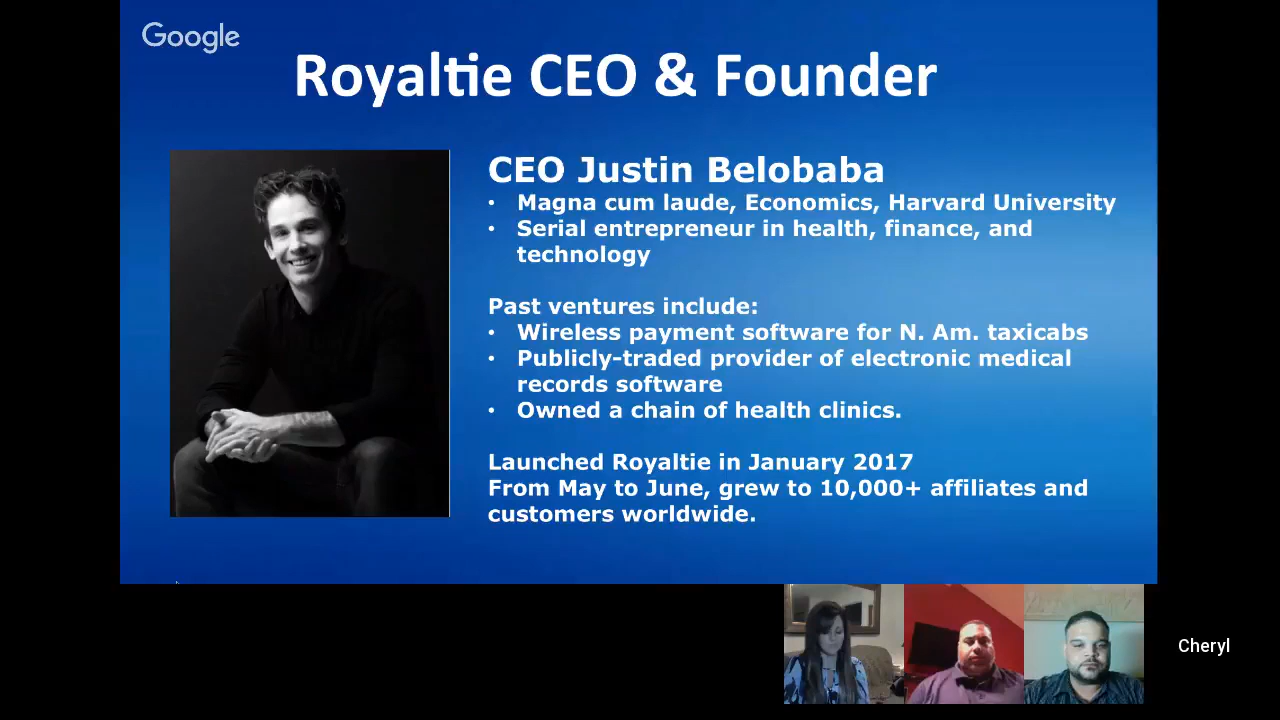 Google
Royaltie CEO & Founder
CEO Justin Belobaba
• Magna cum laude, Economics, Harvard University
• Serial entrepreneur in health, finance, and
technology
Past ventures include:
• Wireless payment software for N. Am. taxicabs
• Publicly-traded provider of electronic medical
records software
• Owned a chain of health clinics.
Launched Royaltie in January 2017
From May to June, grew to 10,000+ affiliates and
customers worldwide.
Cheryl